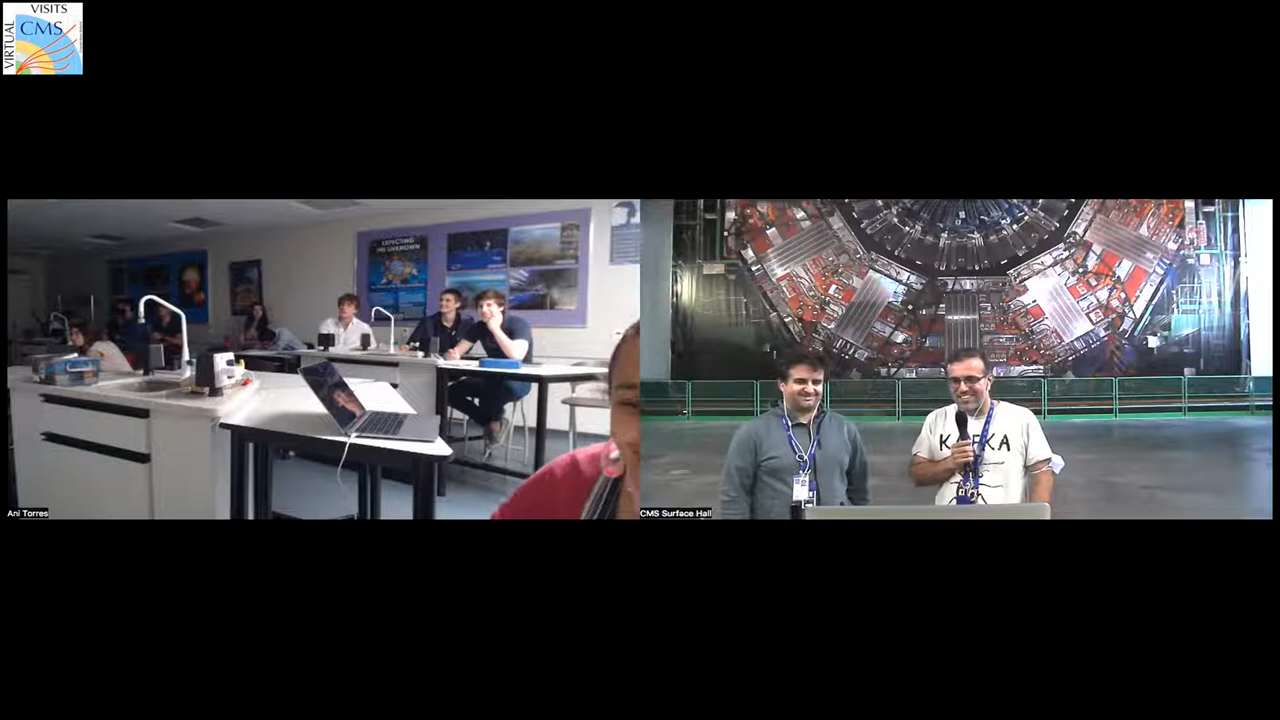 VISITS
CMS
VIRTUAL
EXPECTING
THE UNKNOWN
KAFKA
Ani Torres
CMS Surface Hall